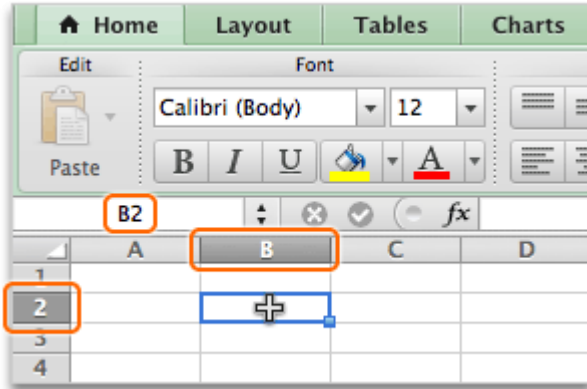 Home Layout Tables Charts
Edit Font
Calibri (Body) 12
Paste B I U A
B2 fx
A B C D
1
2
3
4